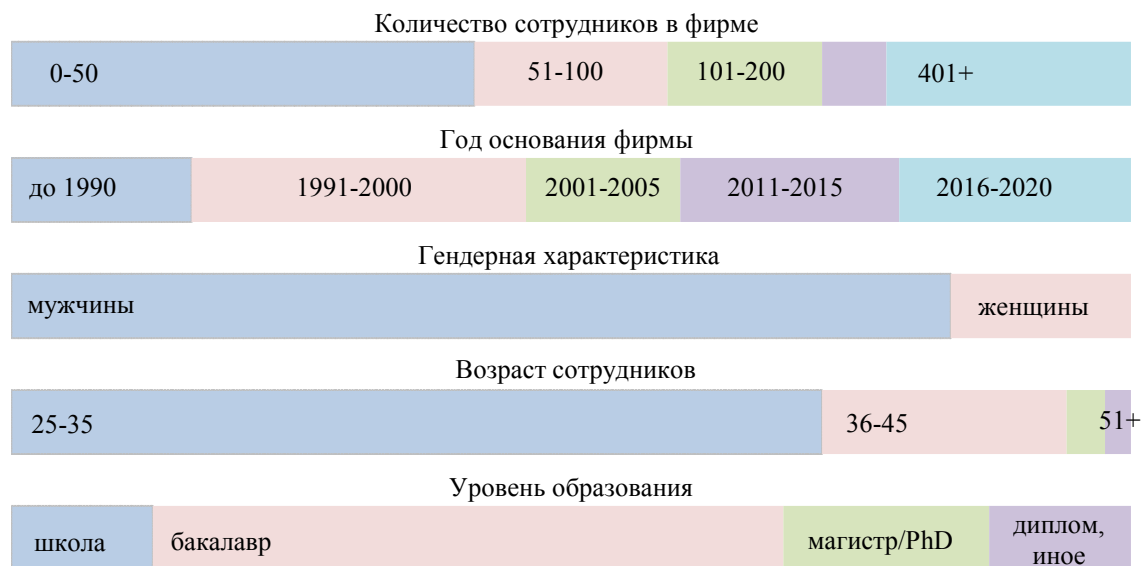 Количество сотрудников в фирме
0-50 51-100 101-200 401+
Год основания фирмы
до 1990 1991-2000 2001-2005 2011-2015 2016-2020
Гендерная характеристика
мужчины женщины
Возраст сотрудников
25-35 36-45 51+
Уровень образования
школа бакалавр магистр/PhD диплом,
иное